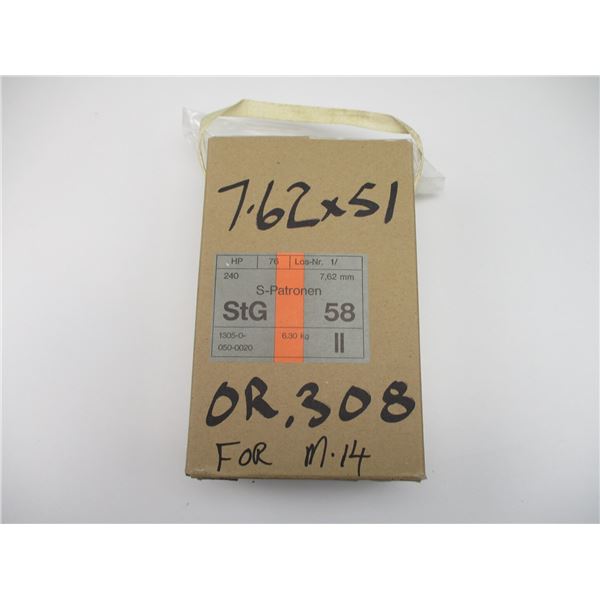 7.62x51
HP 76 Los-Nr. 1/
240 7,62 mm
S-Patronen
StG 58
1305-0-050-0020 6.30 Kg II
OR .308
FOR M.14